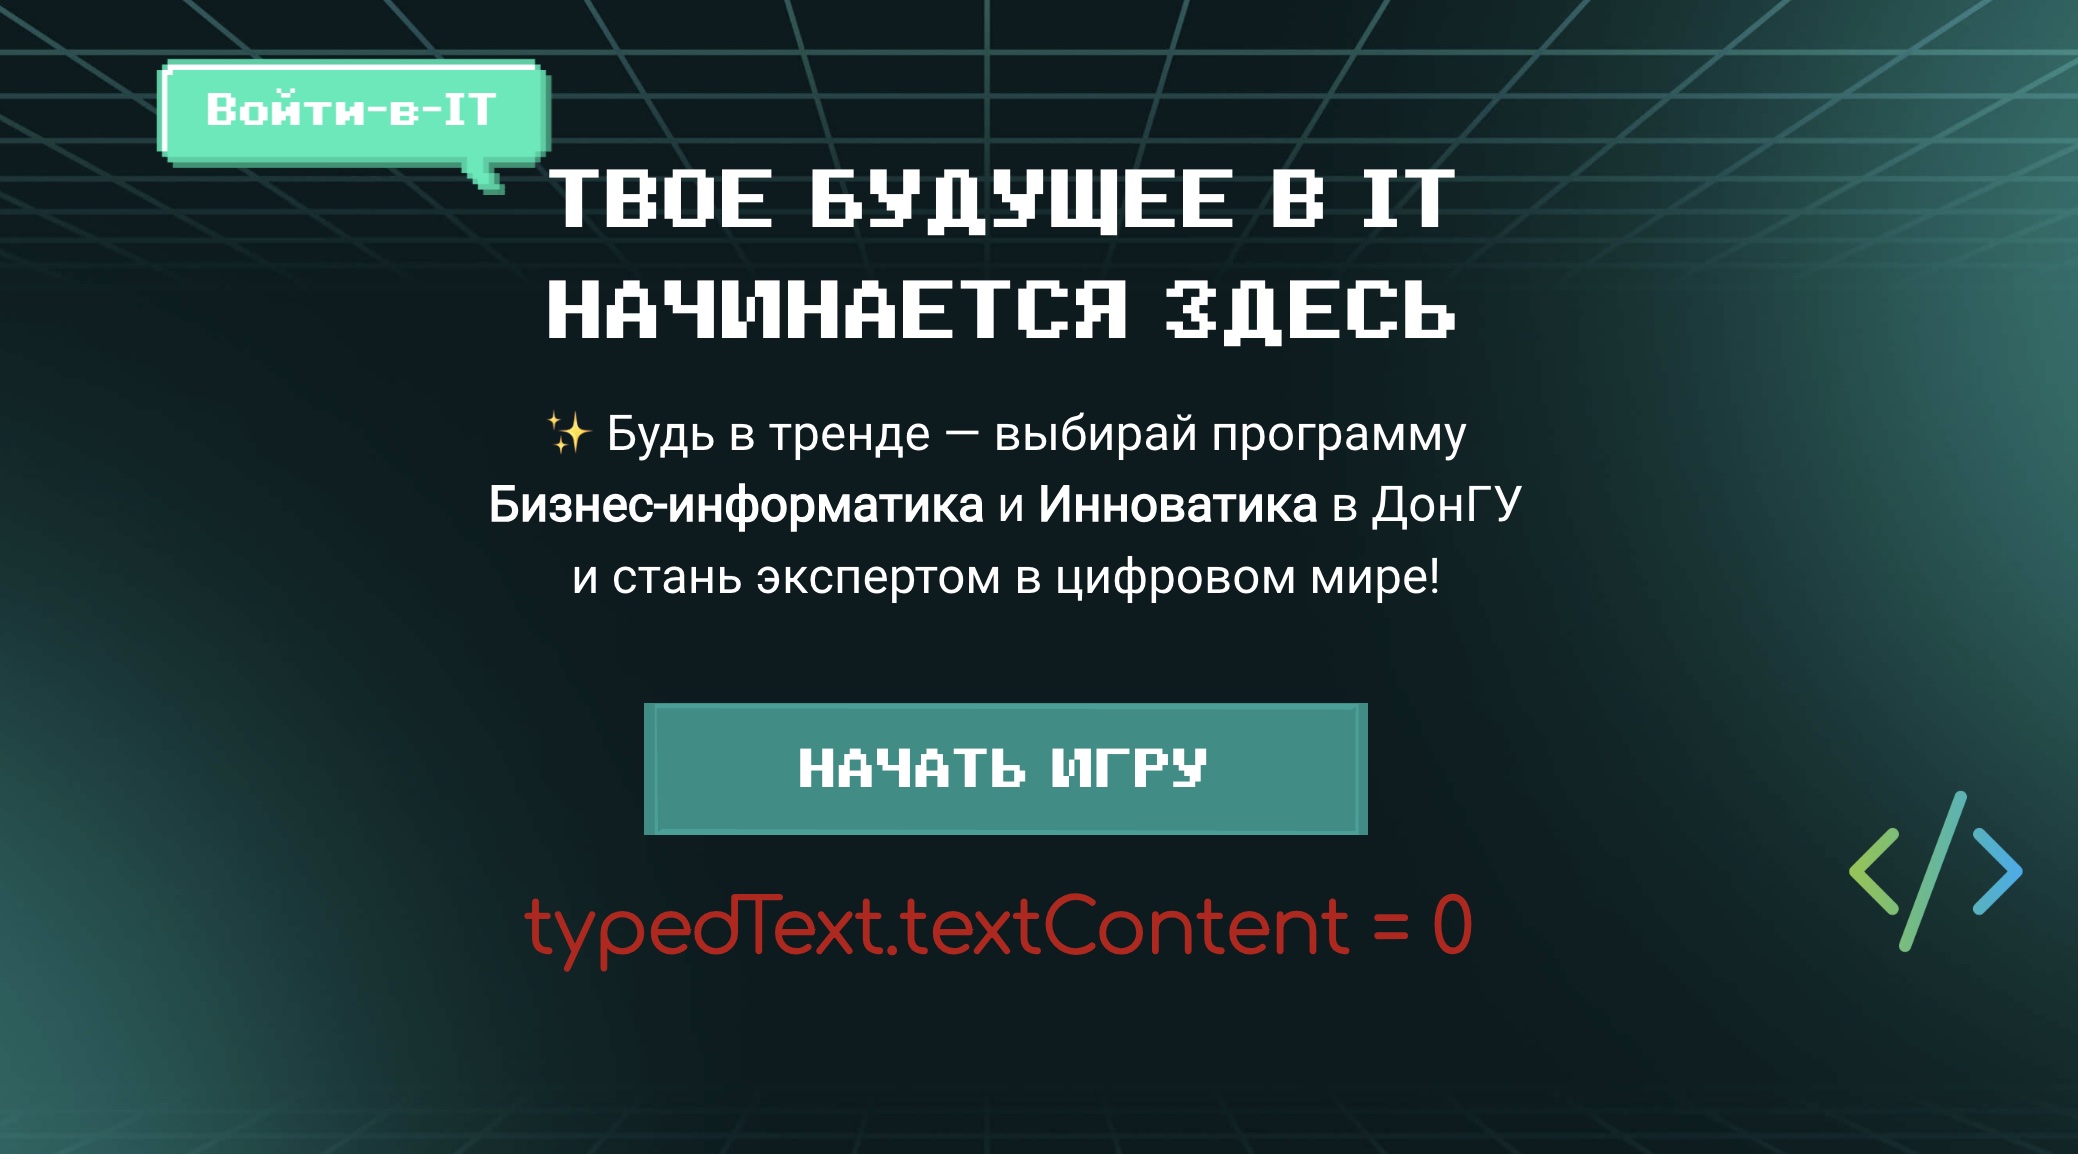 Войти-в-IT
ТВОЕ БУДУЩЕЕ В IT
НАЧИНАЕТСЯ ЗДЕСЬ
✨ Будь в тренде — выбирай программу
Бизнес-информатика и Инноватика в ДонГУ
и стань экспертом в цифровом мире!
НАЧАТЬ ИГРУ
typedText.textContent = 0
</>